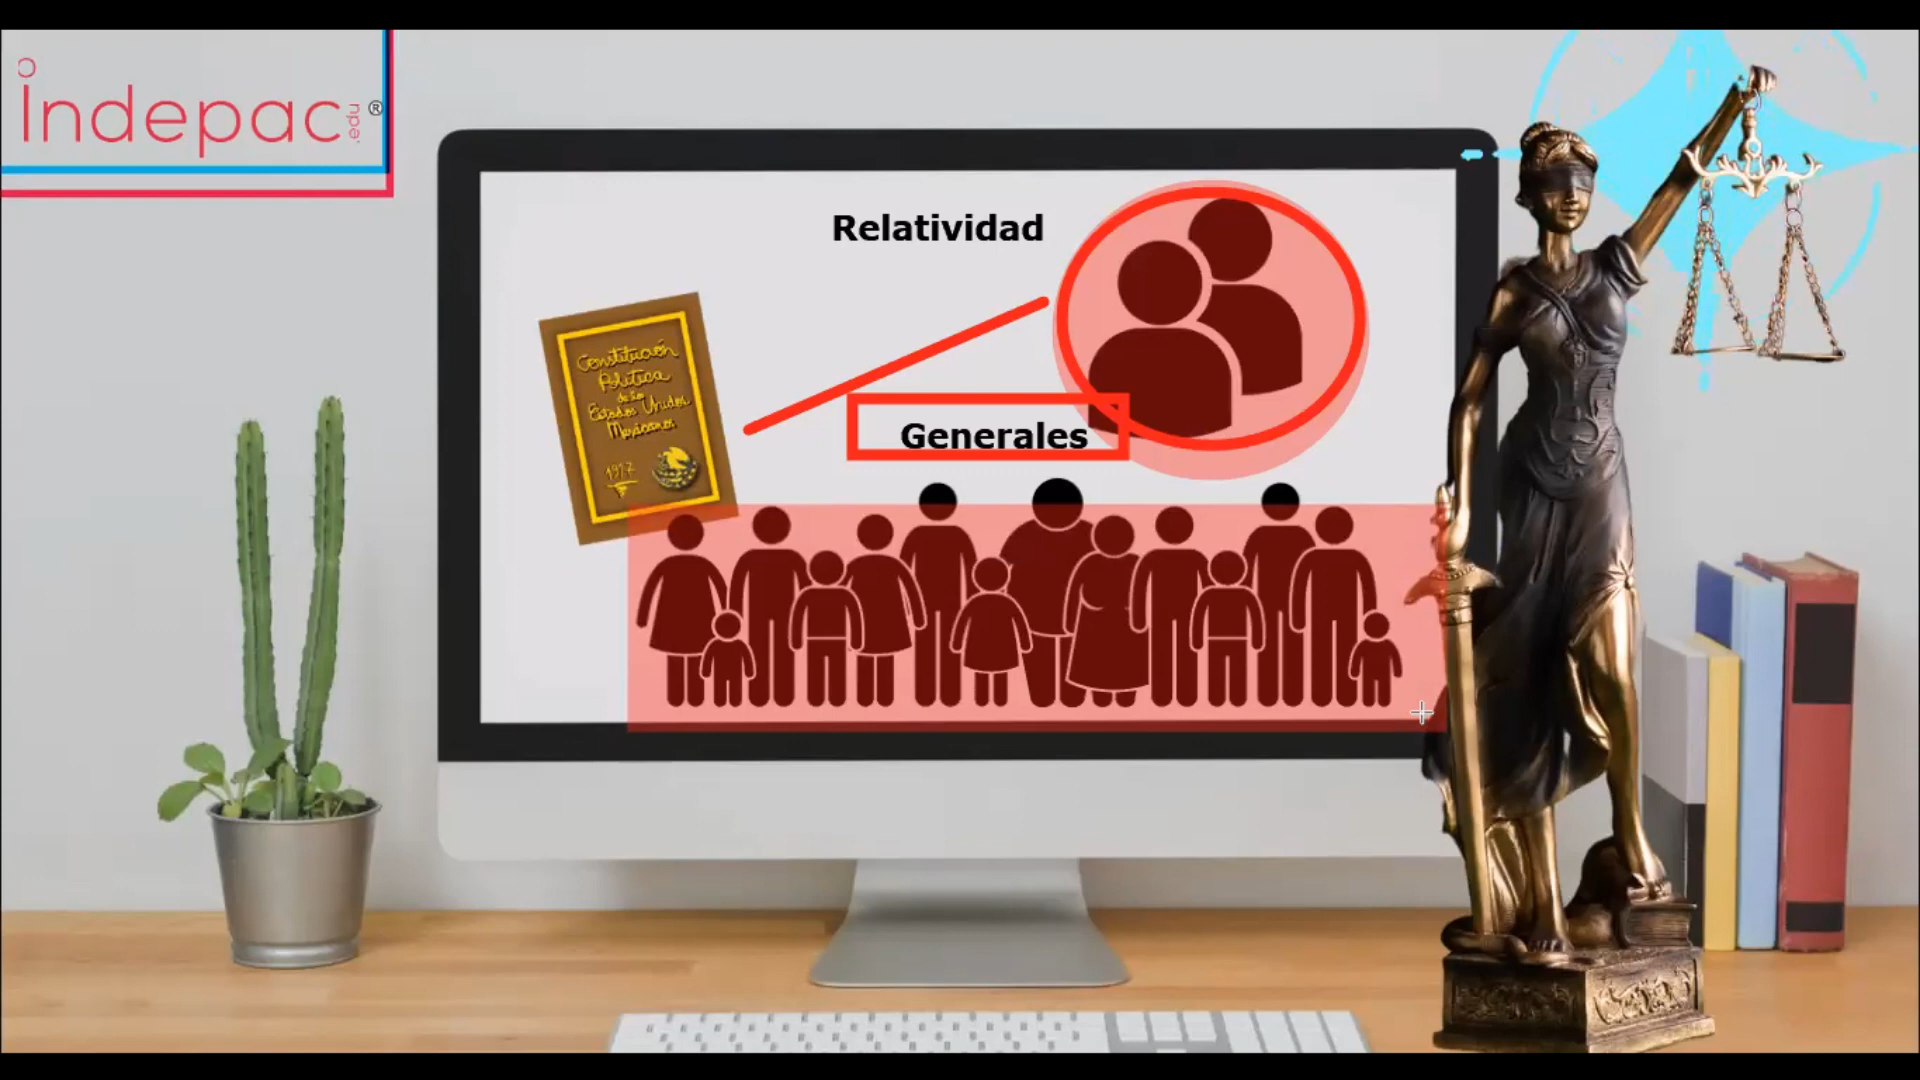 Indepac
.edu
®
Relatividad
Constitución
Política
de los
Estados Unidos
Mexicanos
1917
Generales